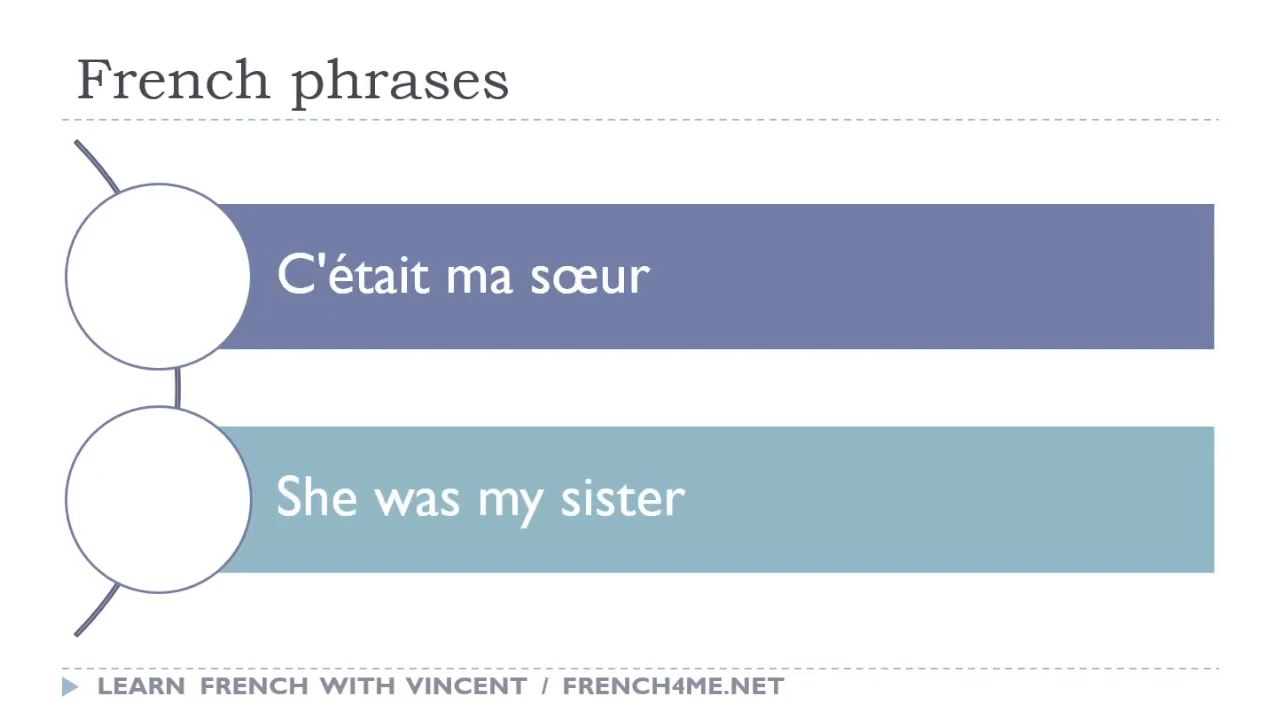 French phrases
C'était ma sœur
She was my sister
LEARN FRENCH WITH VINCENT / FRENCH4ME.NET